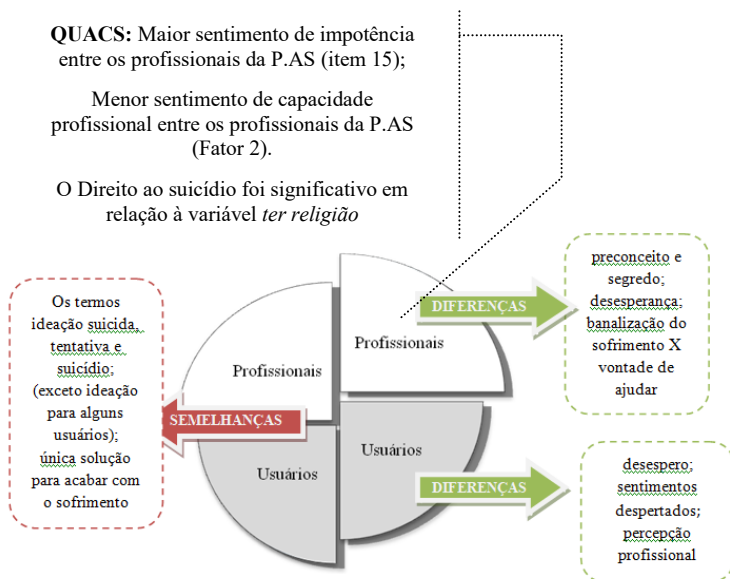 QUACS: Maior sentimento de impotência
entre os profissionais da P.AS (item 15);
Menor sentimento de capacidade
profissional entre os profissionais da P.AS
(Fator 2).
O Direito ao suicídio foi significativo em
relação à variável ter religião
Os termos
ideação suicida,
tentativa e
suicídio;
(exceto ideação
para alguns
usuários);
única solução
para acabar com
o sofrimento
SEMELHANÇAS
Profissionais
Usuários
Profissionais
Usuários
DIFERENÇAS
preconceito e
segredo;
desesperança;
banalização do
sofrimento X
vontade de
ajudar
DIFERENÇAS
desespero;
sentimentos
despertados;
percepção
profissional